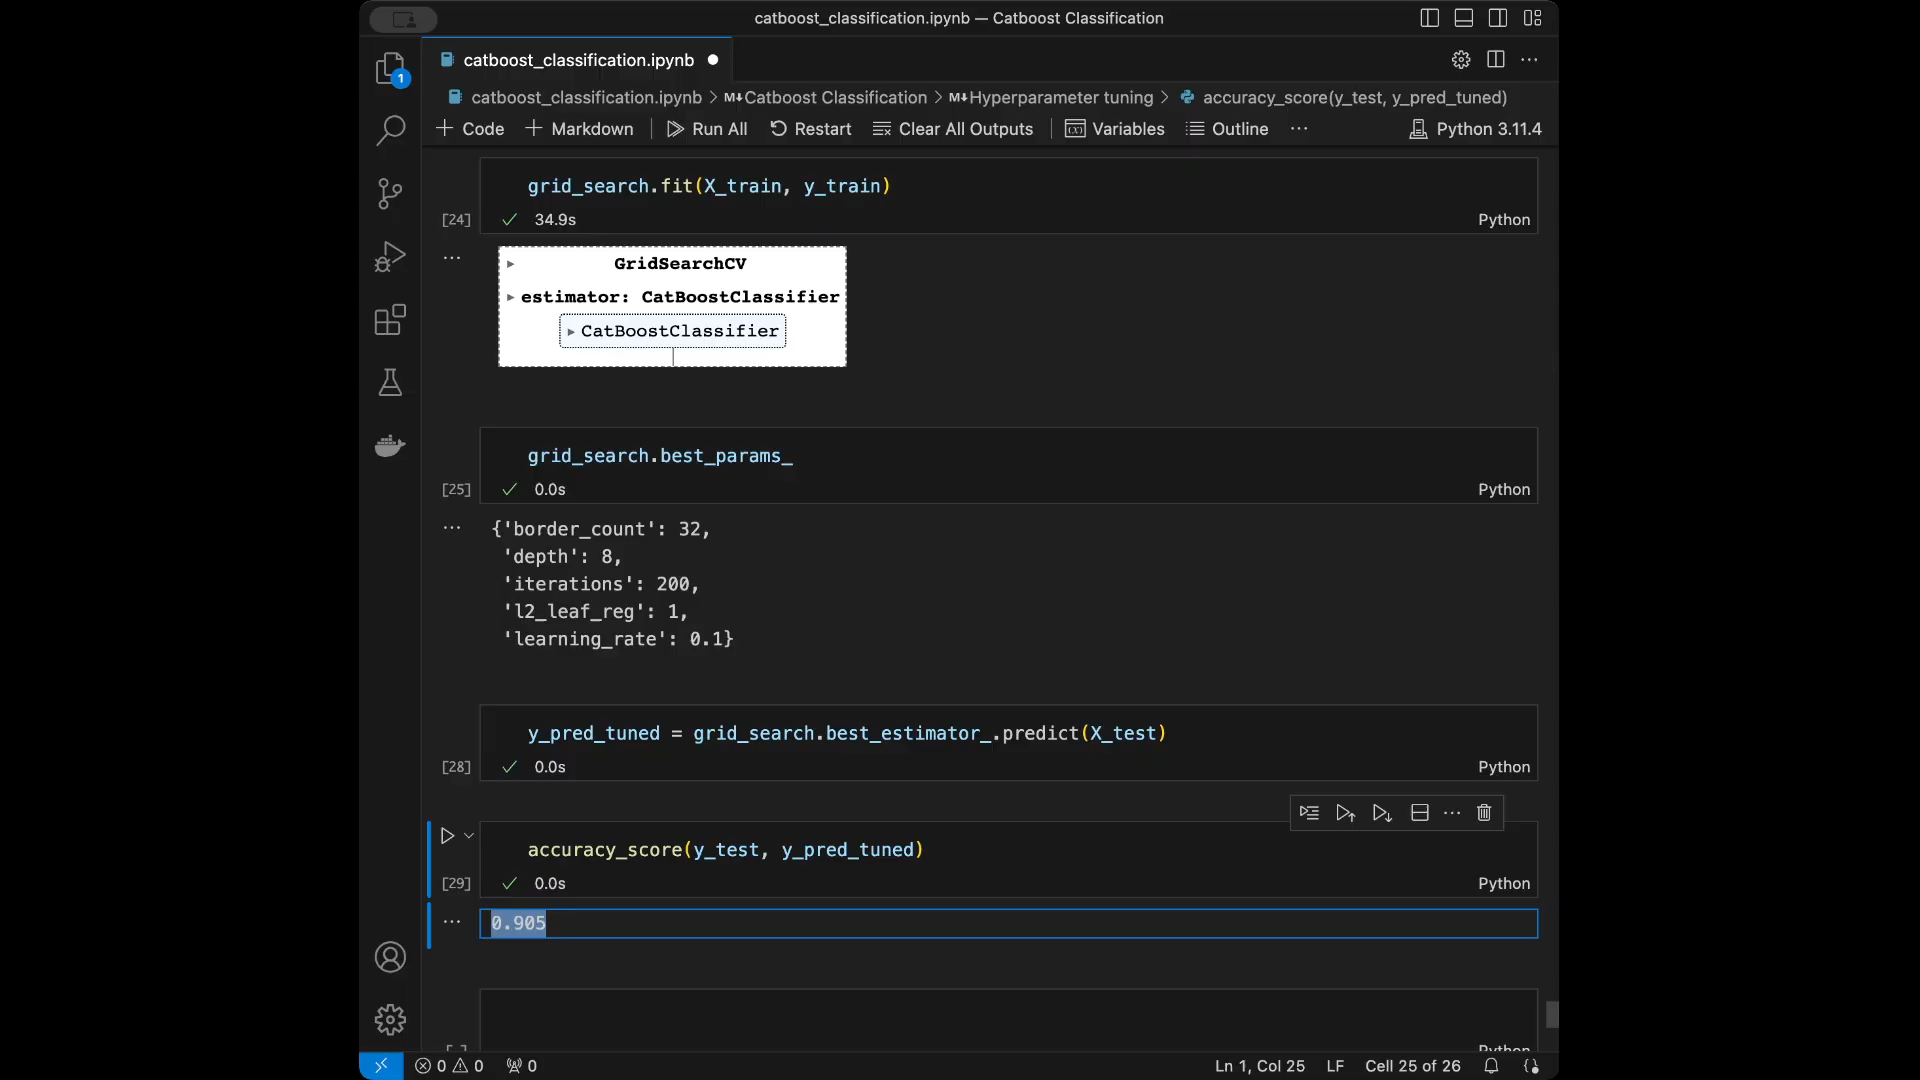 catboost_classification.ipynb — Catboost Classification
1
catboost_classification.ipynb
catboost_classification.ipynb > M↓Catboost Classification > M↓Hyperparameter tuning > accuracy_score(y_test, y_pred_tuned)
+ Code + Markdown Run All Restart Clear All Outputs Variables Outline ... Python 3.11.4
grid_search.fit(X_train, y_train)
[24] ✓ 34.9s Python
GridSearchCV
estimator: CatBoostClassifier
CatBoostClassifier
grid_search.best_params_
[25] ✓ 0.0s Python
{'border_count': 32,
'depth': 8,
'iterations': 200,
'l2_leaf_reg': 1,
'learning_rate': 0.1}
y_pred_tuned = grid_search.best_estimator_.predict(X_test)
[28] ✓ 0.0s Python
accuracy_score(y_test, y_pred_tuned)
[29] ✓ 0.0s Python
0.905
[ ] Python
0 0 0 Ln 1, Col 25 LF Cell 25 of 26